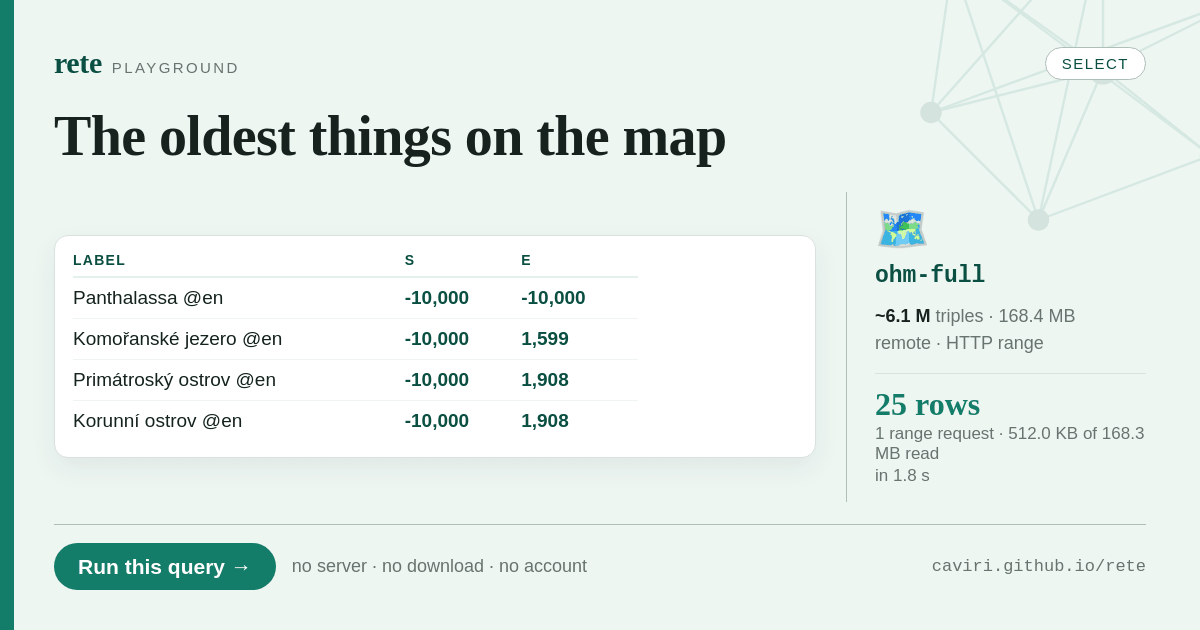 rete PLAYGROUND
SELECT
The oldest things on the map
LABEL S E
Panthalassa @en -10,000 -10,000
Komořanské jezero @en -10,000 1,599
Primátroský ostrov @en -10,000 1,908
Korunní ostrov @en -10,000 1,908
ohm-full
~6.1 M triples · 168.4 MB
remote · HTTP range
25 rows
1 range request · 512.0 KB of 168.3
MB read
in 1.8 s
Run this query →
no server · no download · no account
caviri.github.io/rete